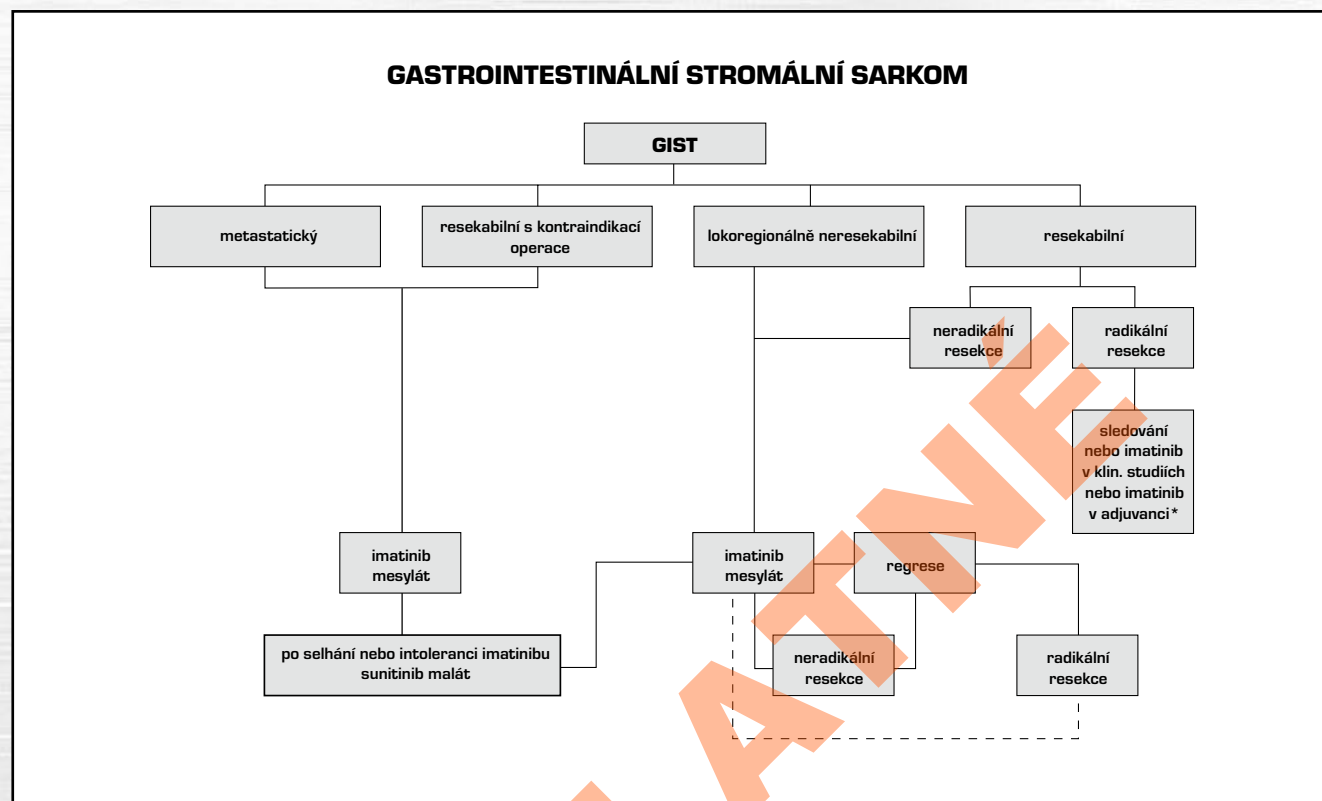 GASTROINTESTINÁLNÍ STROMÁLNÍ SARKOM
GIST
metastatický
resekabilní s kontraindikací
operace
lokoregionálně neresekabilní
resekabilní
neradikální
resekce
radikální
resekce
sledování
nebo imatinib
v klin. studiích
nebo imatinib
v adjuvanci*
imatinib
mesylát
imatinib
mesylát
regrese
po selhání nebo intoleranci imatinibu
sunitinib malát
neradikální
resekce
radikální
resekce
ATNÉ